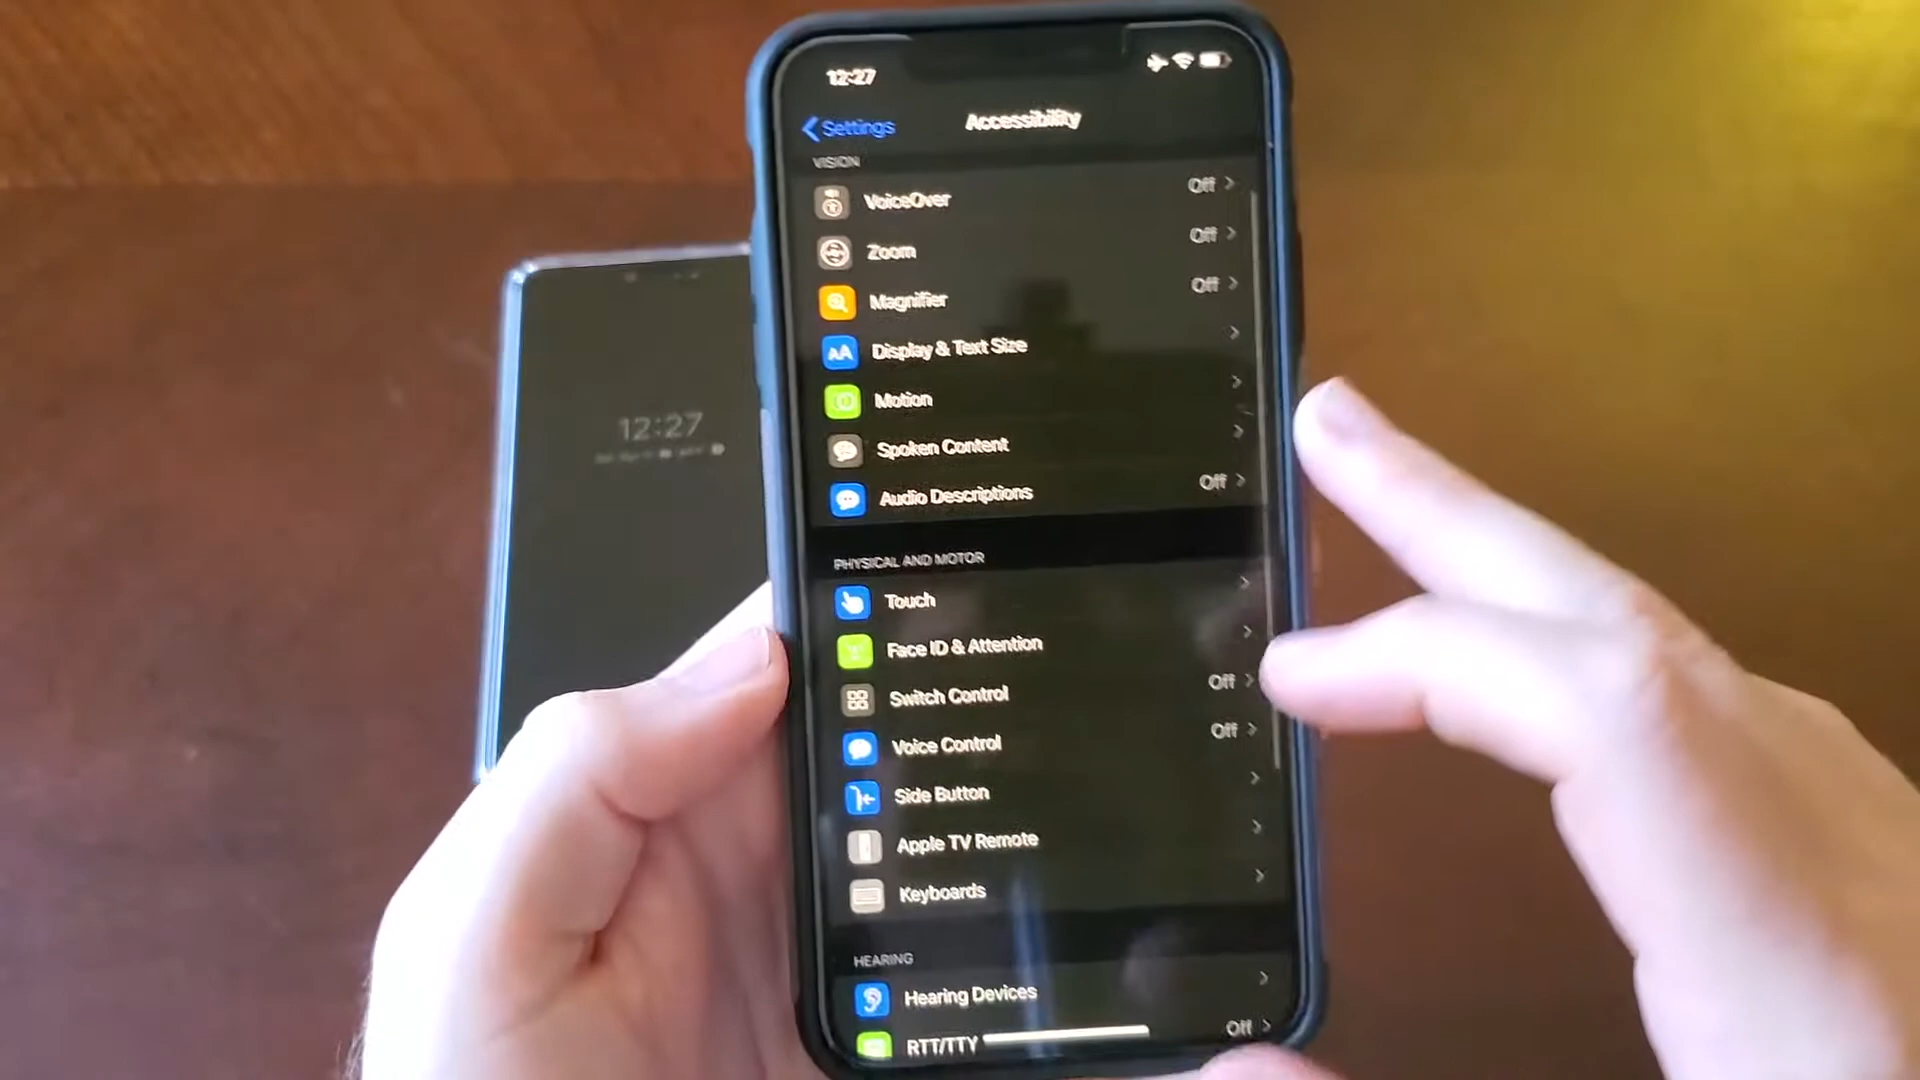 12:27
Settings
Accessibility
VISION
VoiceOver Off
Zoom Off
Magnifier Off
AA Display & Text Size
Motion
Spoken Content
Audio Descriptions Off
PHYSICAL AND MOTOR
Touch
Face ID & Attention
Switch Control Off
Voice Control Off
Side Button
Apple TV Remote
Keyboards
HEARING
Hearing Devices
RTT/TTY Off
12:27